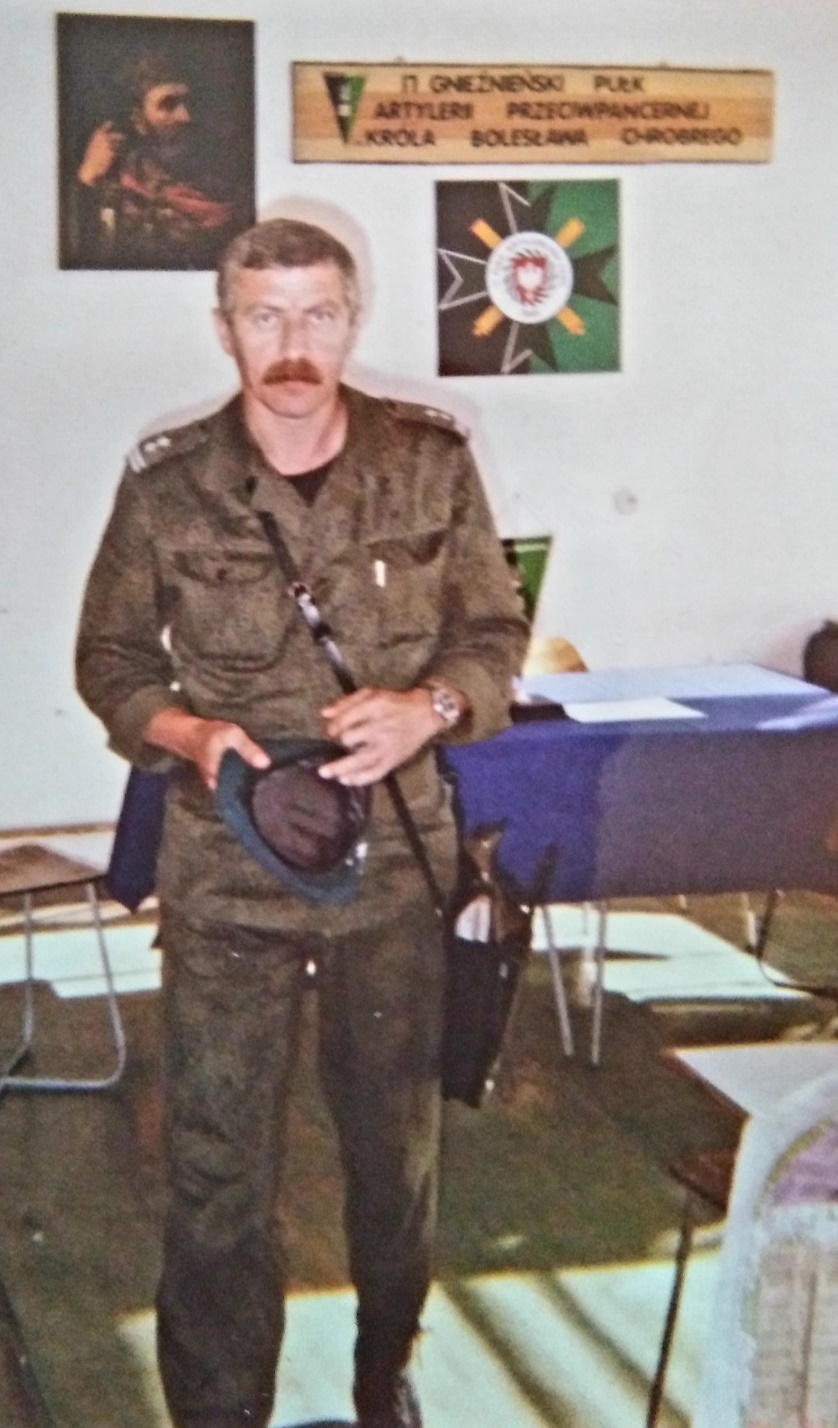 17 GNIEŹNIEŃSKI PUŁK
ARTYLERII PRZECIWPANCERNEJ
KRÓLA BOLESŁAWA CHROBREGO